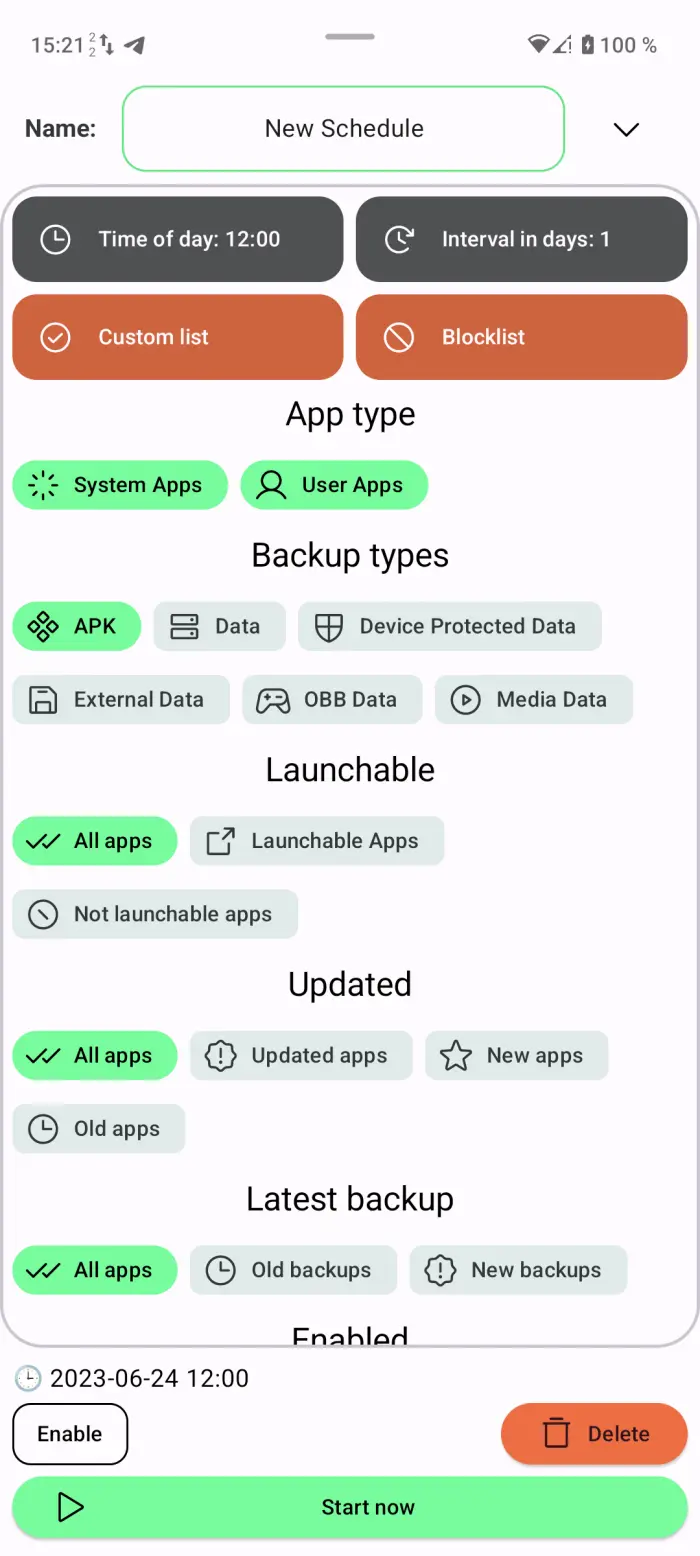 15:21 2 2 100 %
Name: New Schedule
Time of day: 12:00 Interval in days: 1
Custom list Blocklist
App type
System Apps User Apps
Backup types
APK Data Device Protected Data
External Data OBB Data Media Data
Launchable
All apps Launchable Apps
Not launchable apps
Updated
All apps Updated apps New apps
Old apps
Latest backup
All apps Old backups New backups
Enabled
2023-06-24 12:00
Enable Delete
Start now